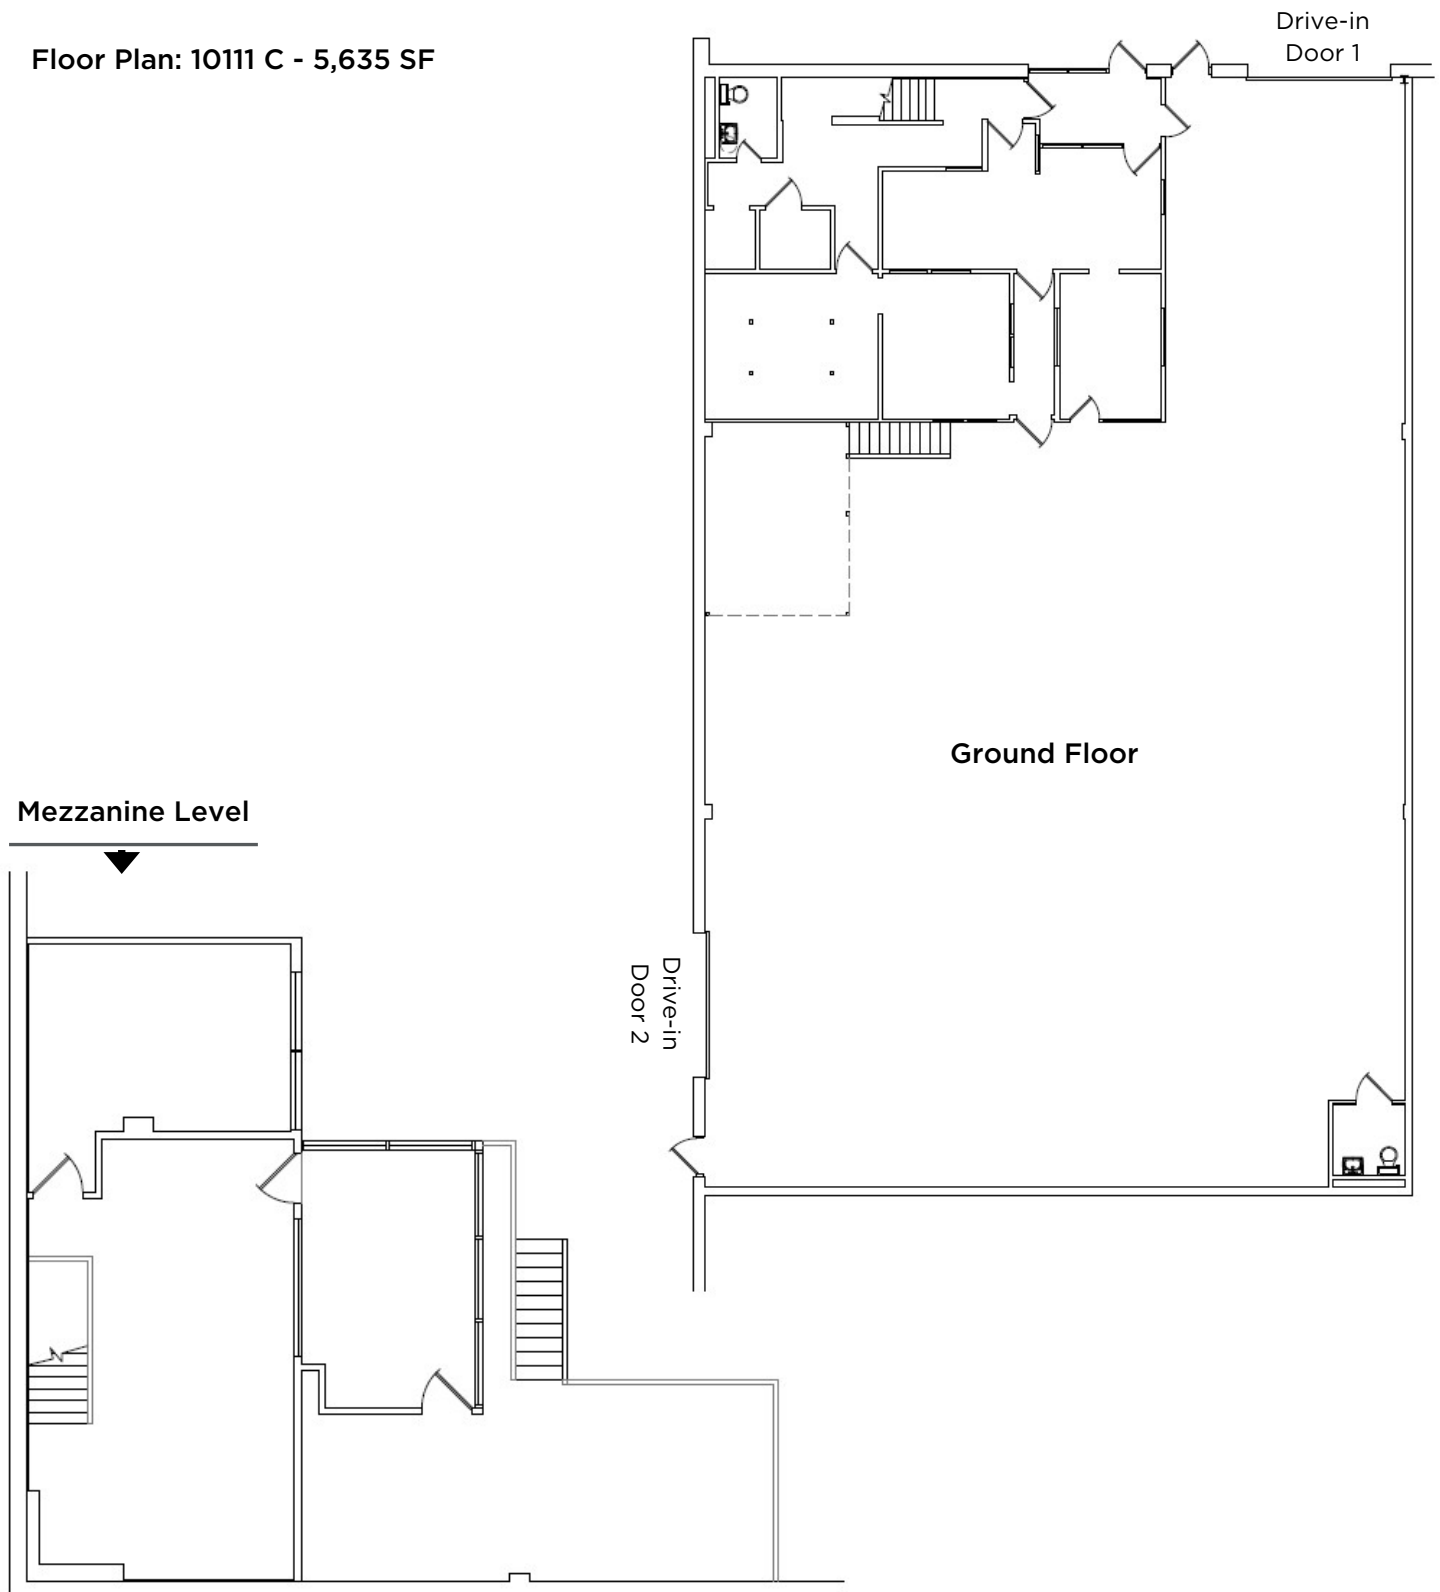 Drive-in
Door 1
Floor Plan: 10111 C - 5,635 SF
Ground Floor
Mezzanine Level
Drive-in
Door 2